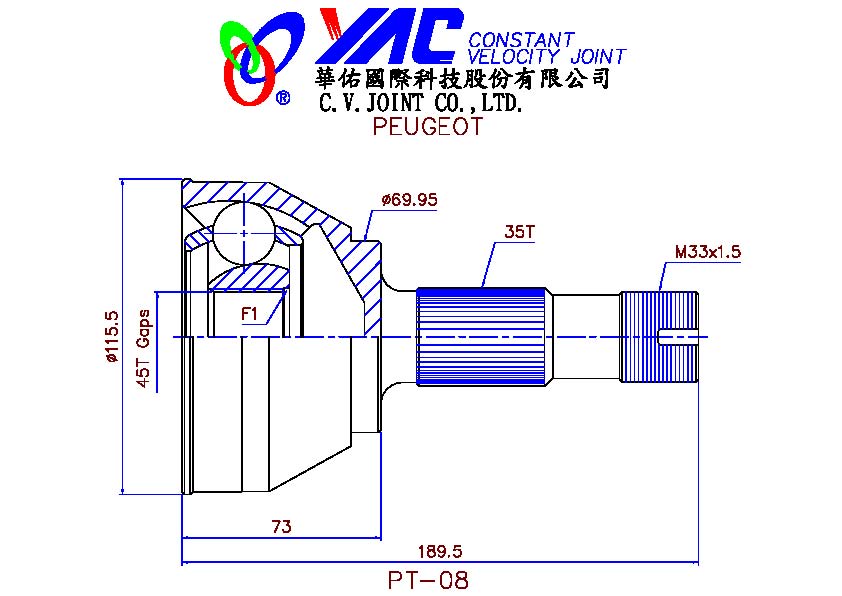 YAC CONSTANT
VELOCITY JOINT
®
華佑國際科技股份有限公司
C.V.JOINT CO.,LTD.
PEUGEOT
ø69.95
35T
M33x1.5
F1
ø115.5
45T Gaps
73
189.5
PT-08